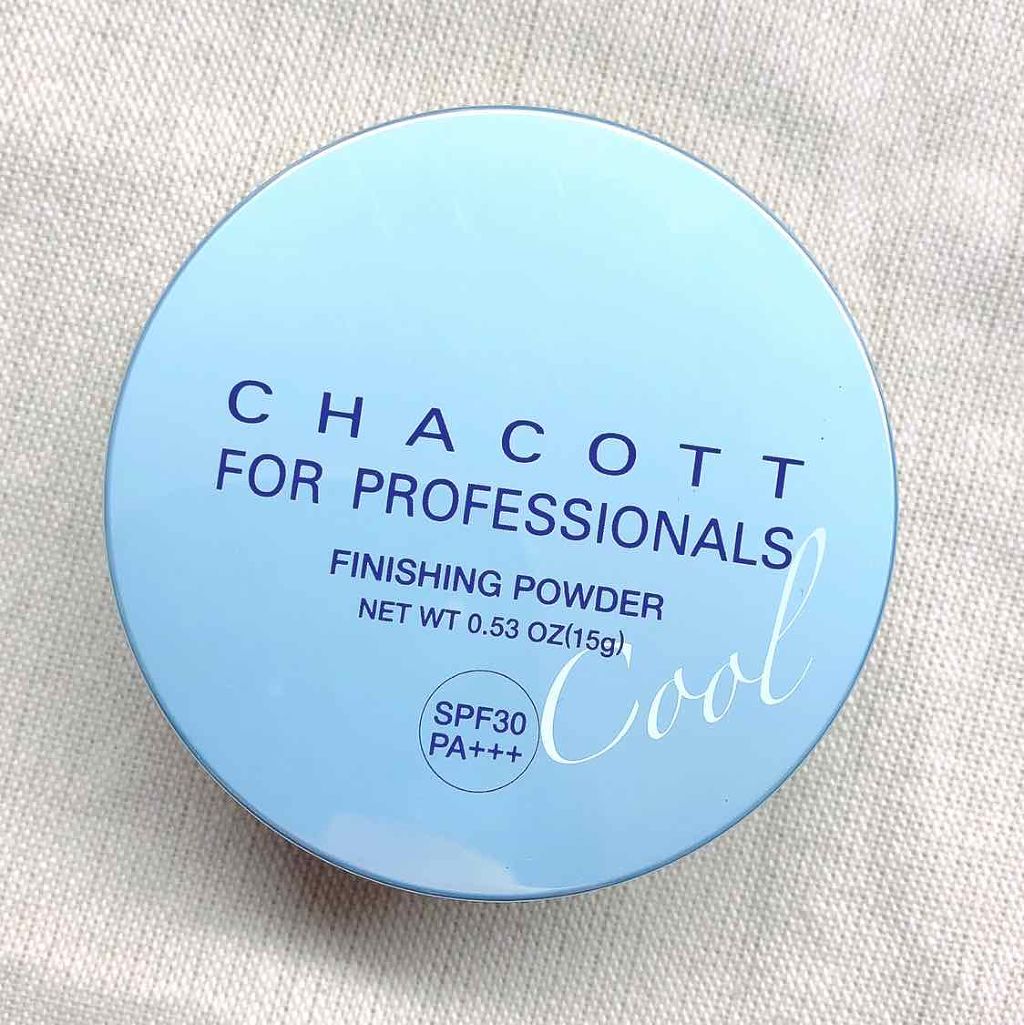 CHACOTT
FOR PROFESSIONALS
FINISHING POWDER
NET WT 0.53 OZ(15g)
Cool
SPF30
PA+++